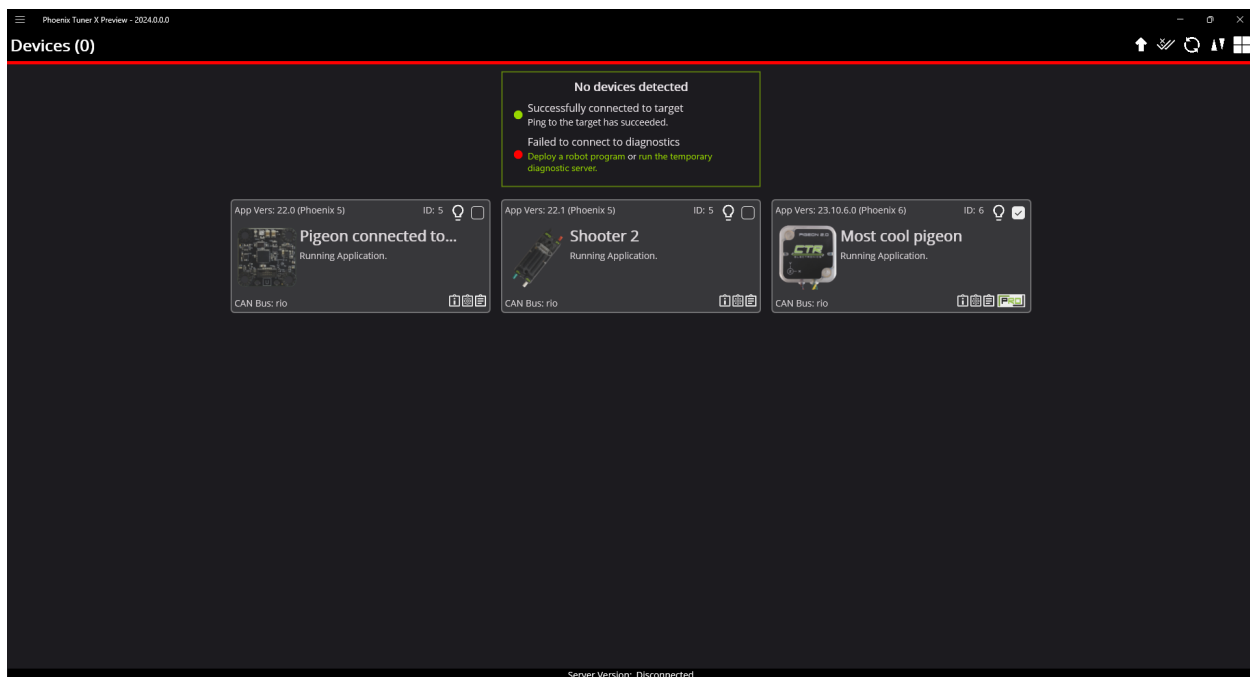 Phoenix Tuner X Preview - 2024.0.0.0
Devices (0)
No devices detected
Successfully connected to target
Ping to the target has succeeded.
Failed to connect to diagnostics
Deploy a robot program or run the temporary
diagnostic server.
App Vers: 22.0 (Phoenix 5) ID: 5
Pigeon connected to...
Running Application.
CAN Bus: rio
App Vers: 22.1 (Phoenix 5) ID: 5
Shooter 2
Running Application.
CAN Bus: rio
App Vers: 23.10.6.0 (Phoenix 6) ID: 6
PIGEON 2.0
CTR
Most cool pigeon
Running Application.
CAN Bus: rio
PRO
Server Version: Disconnected